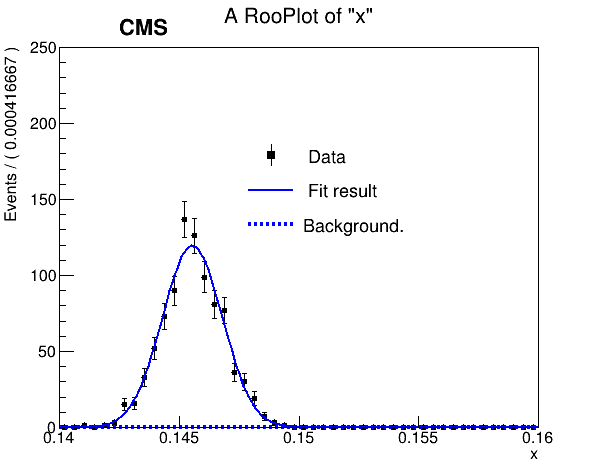 A RooPlot of "x"
CMS
Events / ( 0.000416667 )
250
200
150
100
50
0
Data
Fit result
Background.
0.14 0.145 0.15 0.155 0.16
x